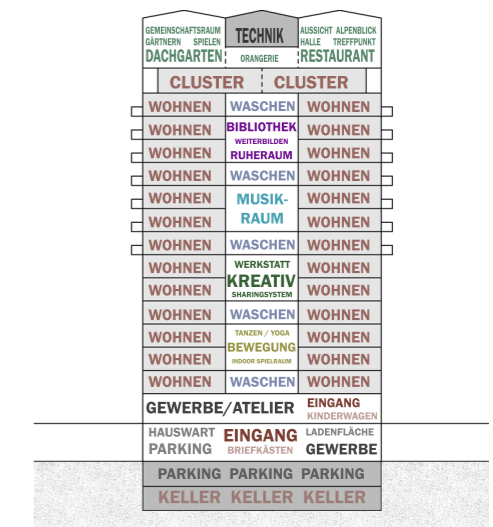 GEMEINSCHAFTSRAUM
GÄRTNERN SPIELEN
DACHGARTEN
TECHNIK
ORANGERIE
AUSSICHT ALPENBLICK
HALLE TREFFPUNKT
RESTAURANT
CLUSTER CLUSTER
WOHNEN WASCHEN WOHNEN
WOHNEN BIBLIOTHEK WOHNEN
WEITERBILDEN
WOHNEN RUHERAUM WOHNEN
WOHNEN WASCHEN WOHNEN
WOHNEN MUSIK- WOHNEN
WOHNEN RAUM WOHNEN
WOHNEN WASCHEN WOHNEN
WOHNEN WERKSTATT WOHNEN
KREATIV
WOHNEN SHARINGSYSTEM WOHNEN
WOHNEN WASCHEN WOHNEN
WOHNEN TANZEN / YOGA WOHNEN
BEWEGUNG
WOHNEN INDOOR SPIELRAUM WOHNEN
WOHNEN WASCHEN WOHNEN
GEWERBE/ATELIER
EINGANG
KINDERWAGEN
HAUSWART
PARKING
EINGANG
BRIEFKÄSTEN
LADENFLÄCHE
GEWERBE
PARKING PARKING PARKING
KELLER KELLER KELLER